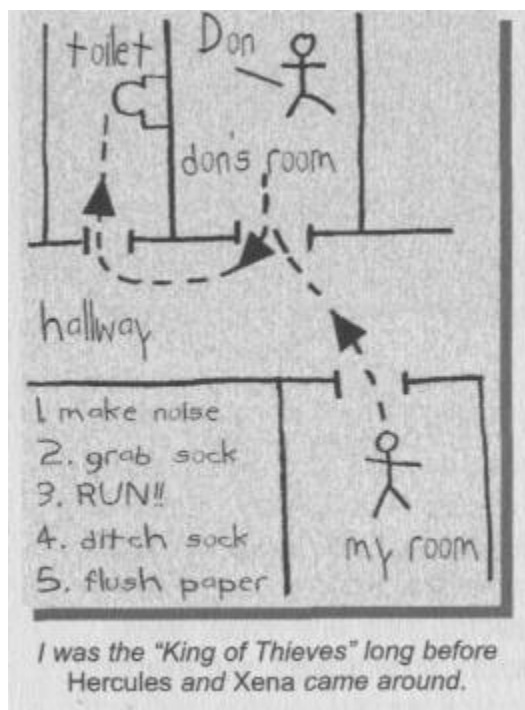 toilet
Don
don's room
hallway
1 make noise
2. grab sock
3. RUN!!
4. ditch sock
5. flush paper
my room
I was the "King of Thieves" long before
Hercules and Xena came around.